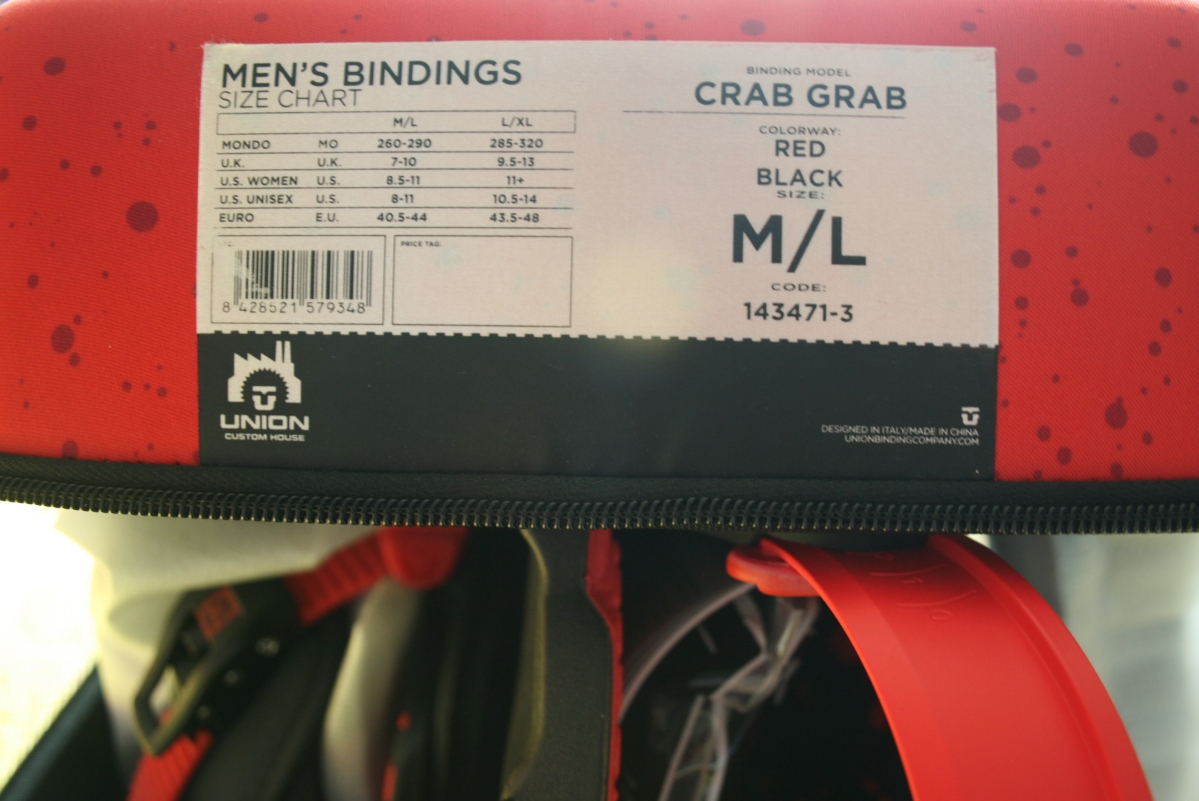 MEN'S BINDINGS
SIZE CHART
M/L L/XL
MONDO MO 260-290 285-320
U.K. U.K. 7-10 9.5-13
U.S. WOMEN U.S. 8.5-11 11+
U.S. UNISEX U.S. 8-11 10.5-14
EURO E.U. 40.5-44 43.5-48
PRICE TAG:
8 428521 579348
BINDING MODEL
CRAB GRAB
COLORWAY:
RED
BLACK
SIZE:
M/L
CODE:
143471-3
UNION
CUSTOM HOUSE
DESIGNED IN ITALY/MADE IN CHINA
UNIONBINDINGCOMPANY.COM